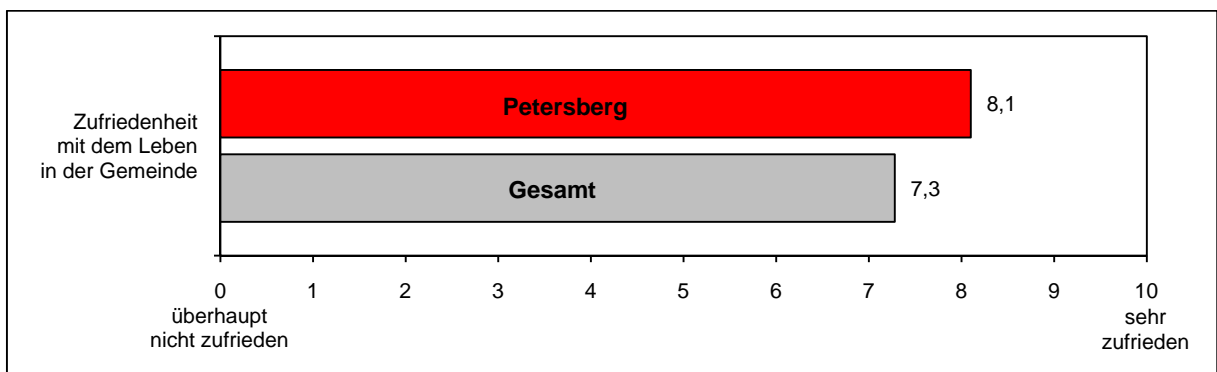 Zufriedenheit
mit dem Leben
in der Gemeinde
Petersberg
8,1
Gesamt
7,3
0 1 2 3 4 5 6 7 8 9 10
überhaupt
nicht zufrieden
sehr
zufrieden